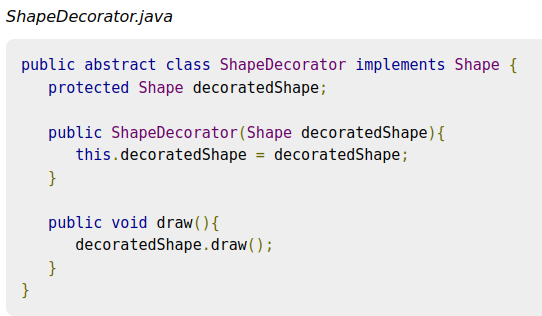 ShapeDecorator.java
public abstract class ShapeDecorator implements Shape {
   protected Shape decoratedShape;

   public ShapeDecorator(Shape decoratedShape){
      this.decoratedShape = decoratedShape;
   }

   public void draw(){
      decoratedShape.draw();
   }
}